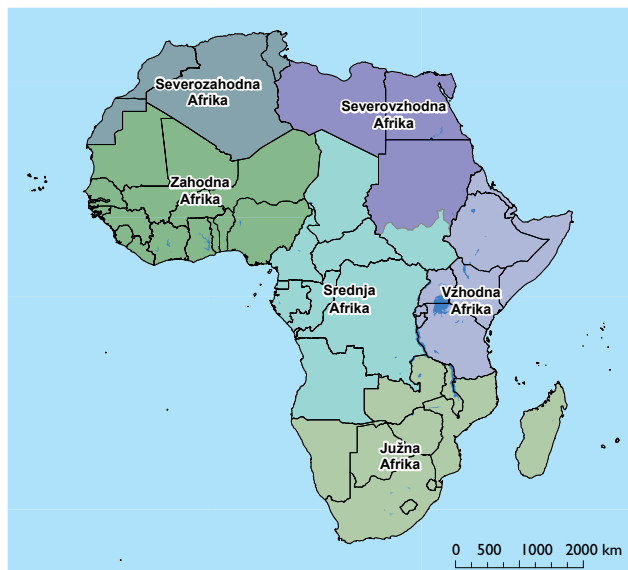 Severozahodna
Afrika
Severovzhodna
Afrika
Zahodna
Afrika
Srednja
Afrika
Vzhodna
Afrika
Južna
Afrika
0 500 1000 2000 km